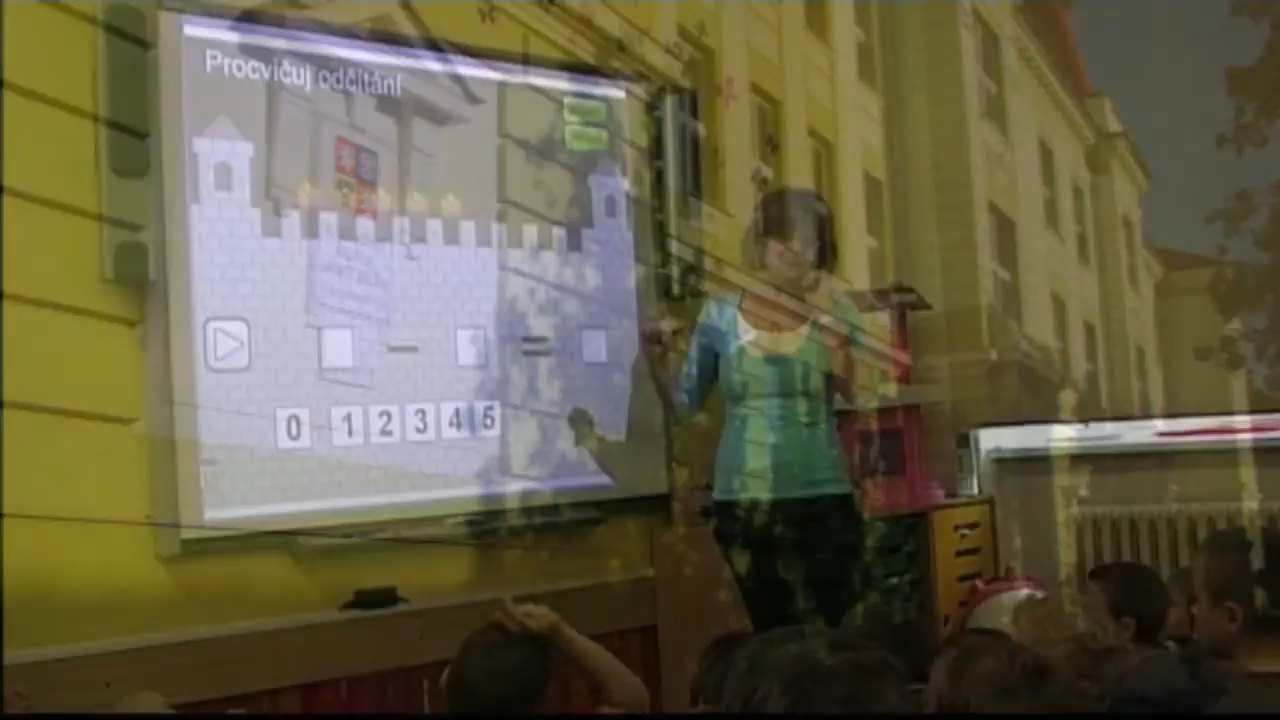 Procvičuj odčítání
− =
0 1 2 3 4 5